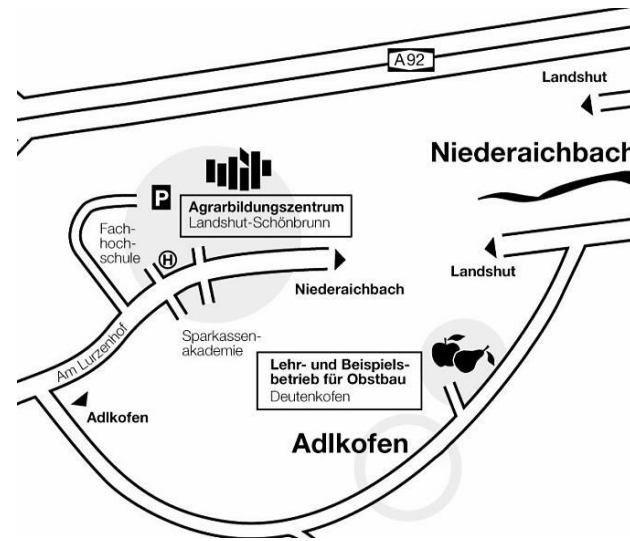 A92
Landshut
Niederaichbach
P
Agrarbildungszentrum
Landshut-Schönbrunn
Fach-
hoch-
schule
H
Landshut
Niederaichbach
Am Lurzenhof
Sparkassen-
akademie
Lehr- und Beispiels-
betrieb für Obstbau
Deutenkofen
Adlkofen
Adlkofen